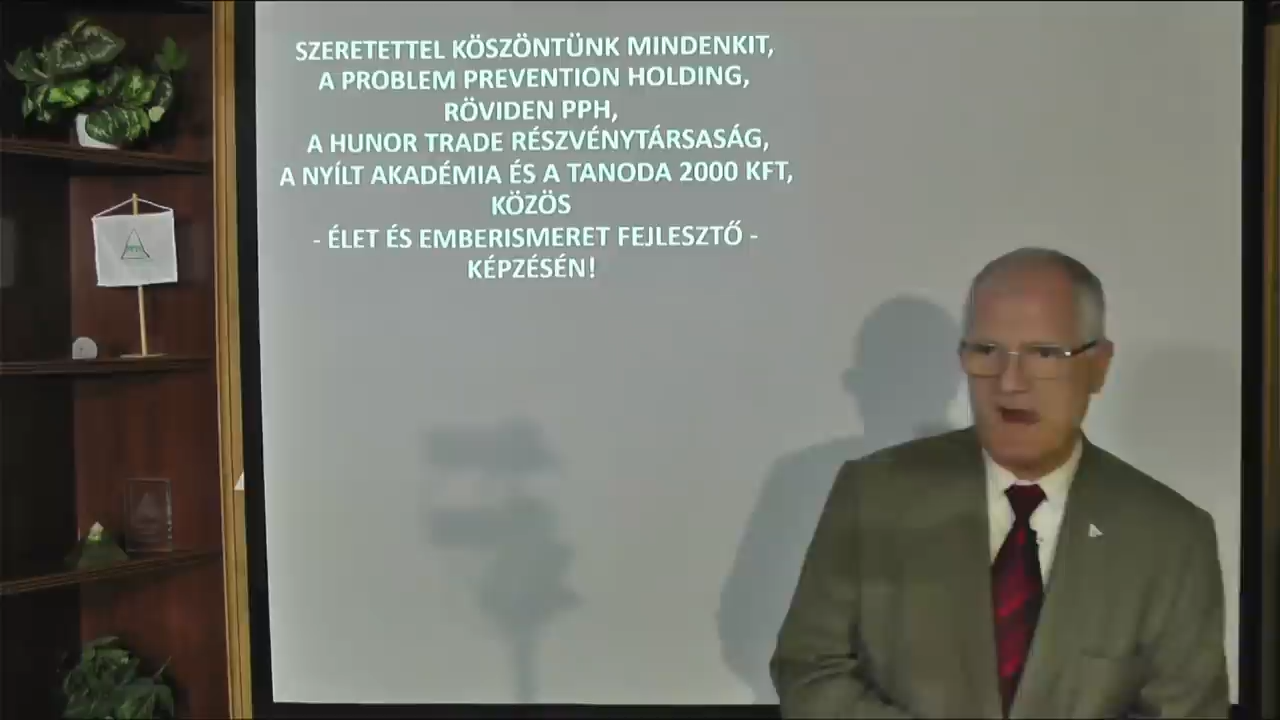 SZERETETTEL KÖSZÖNTÜNK MINDENKIT,
A PROBLEM PREVENTION HOLDING,
RÖVIDEN PPH,
A HUNOR TRADE RÉSZVÉNYTÁRSASÁG,
A NYÍLT AKADÉMIA ÉS A TANODA 2000 KFT,
KÖZÖS
- ÉLET ÉS EMBERISMERET FEJLESZTŐ -
KÉPZÉSÉN!